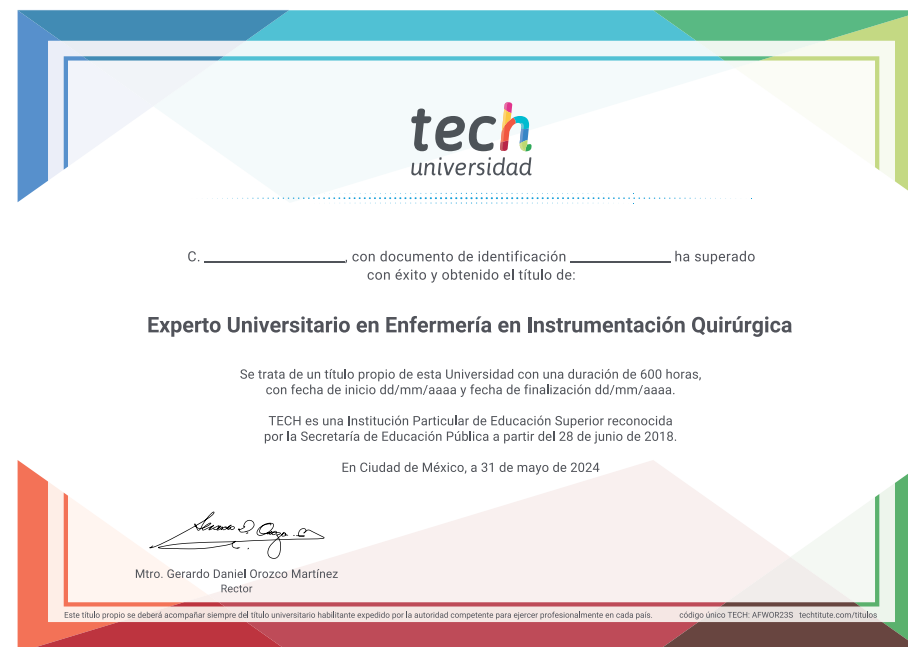 tech
universidad
C. ____________, con documento de identificación ____________ ha superado
con éxito y obtenido el título de:
Experto Universitario en Enfermería en Instrumentación Quirúrgica
Se trata de un título propio de esta Universidad con una duración de 600 horas,
con fecha de inicio dd/mm/aaaa y fecha de finalización dd/mm/aaaa.
TECH es una Institución Particular de Educación Superior reconocida
por la Secretaría de Educación Pública a partir del 28 de junio de 2018.
En Ciudad de México, a 31 de mayo de 2024
Mtro. Gerardo Daniel Orozco Martínez
Rector
Este título propio se deberá acompañar siempre del título universitario habilitante expedido por la autoridad competente para ejercer profesionalmente en cada país. código único TECH: AFWOR23S techtitute.com/titulos